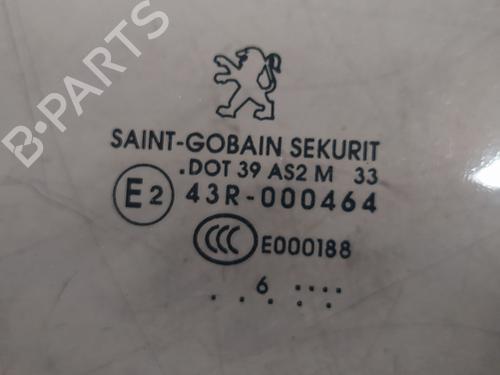 B-PARTS
SAINT-GOBAIN SEKURIT
.DOT 39 AS2 M 33
E2 43R-000464
CCC E000188
6 ....
.. ....